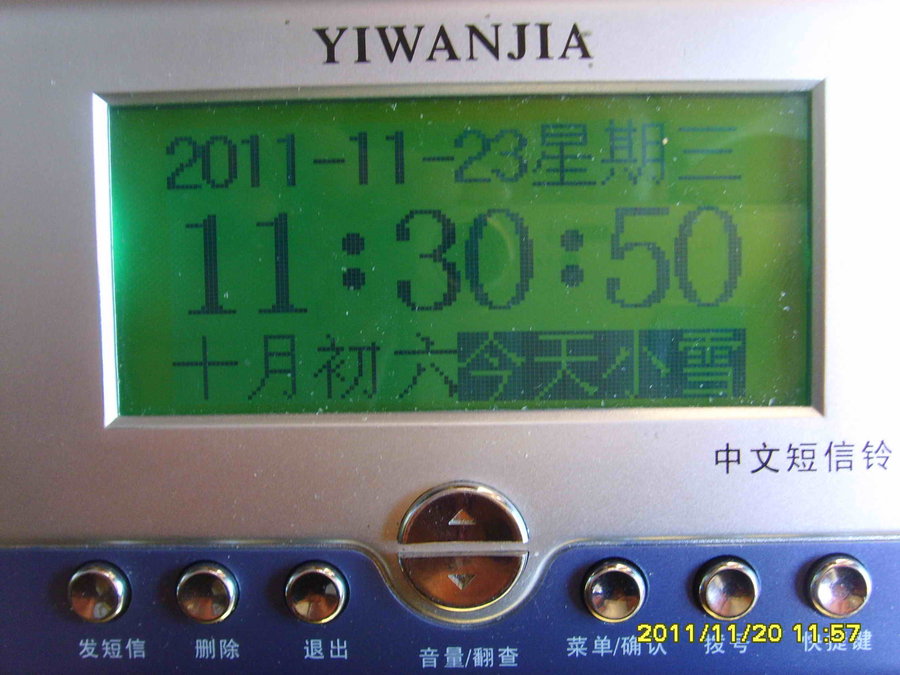 YIWANJIA
2011-11-23星期三
11:30:50
十月初六今天小雪
中文短信铃
发短信 删除 退出 音量/翻查 菜单/确认 拨号 快捷键
2011/11/20 11:57